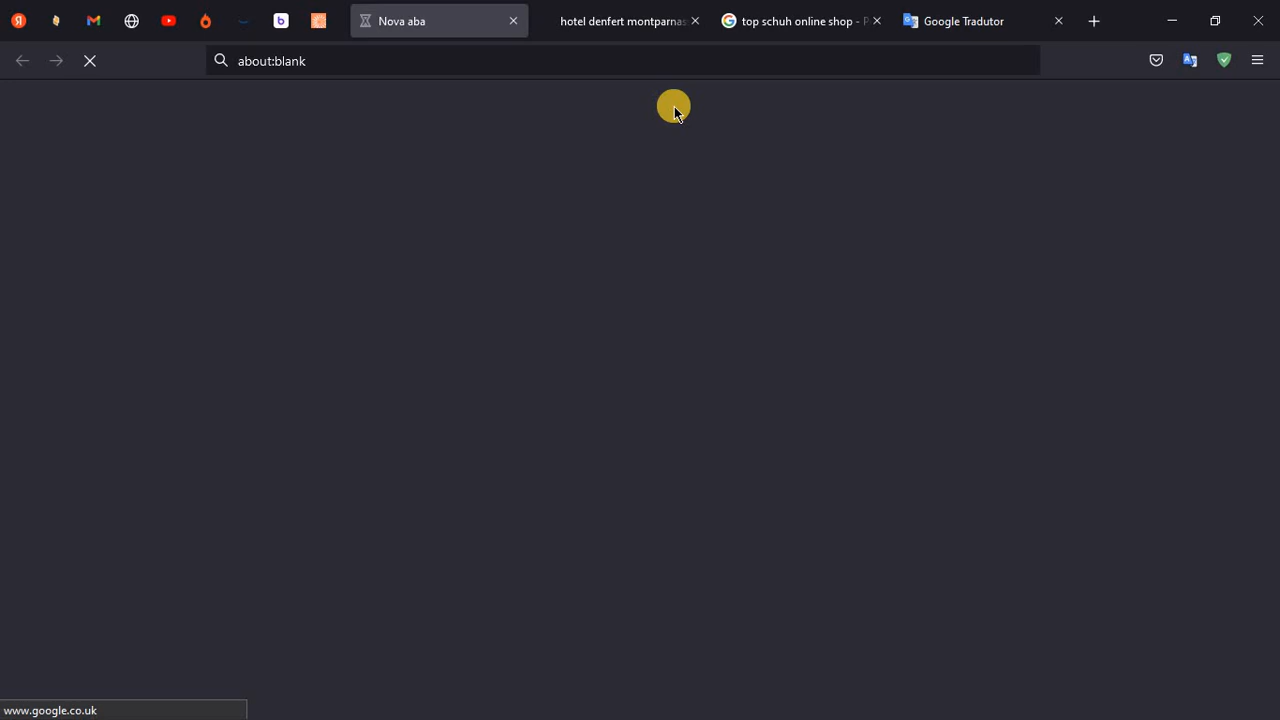 Nova aba
hotel denfert montparnas
top schuh online shop - P
Google Tradutor
about:blank
www.google.co.uk